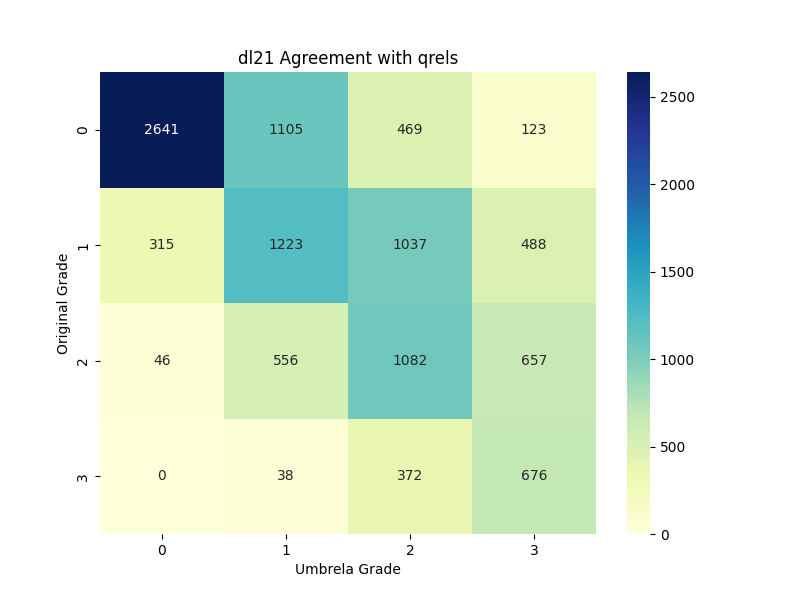 dl21 Agreement with qrels
Original Grade
0
2641 1105 469 123
1
315 1223 1037 488
2
46 556 1082 657
3
0 38 372 676
0 1 2 3
Umbrela Grade
2500
2000
1500
1000
500
0